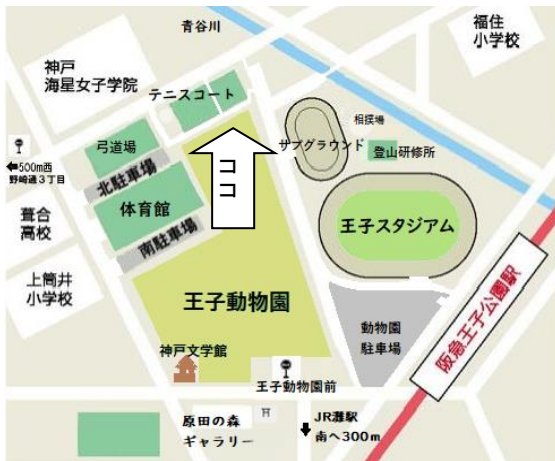 青谷川
福住
小学校
神戸
海星女子学院
テニスコート
相撲場
サブグラウンド
登山研修所
弓道場
北駐車場
←500m西
野崎通3丁目
コ
コ
体育館
葺合
高校
南駐車場
王子スタジアム
上筒井
小学校
王子動物園
動物園
駐車場
阪急王子公園駅
神戸文学館
王子動物園前
原田の森
ギャラリー
JR灘駅
南へ300m